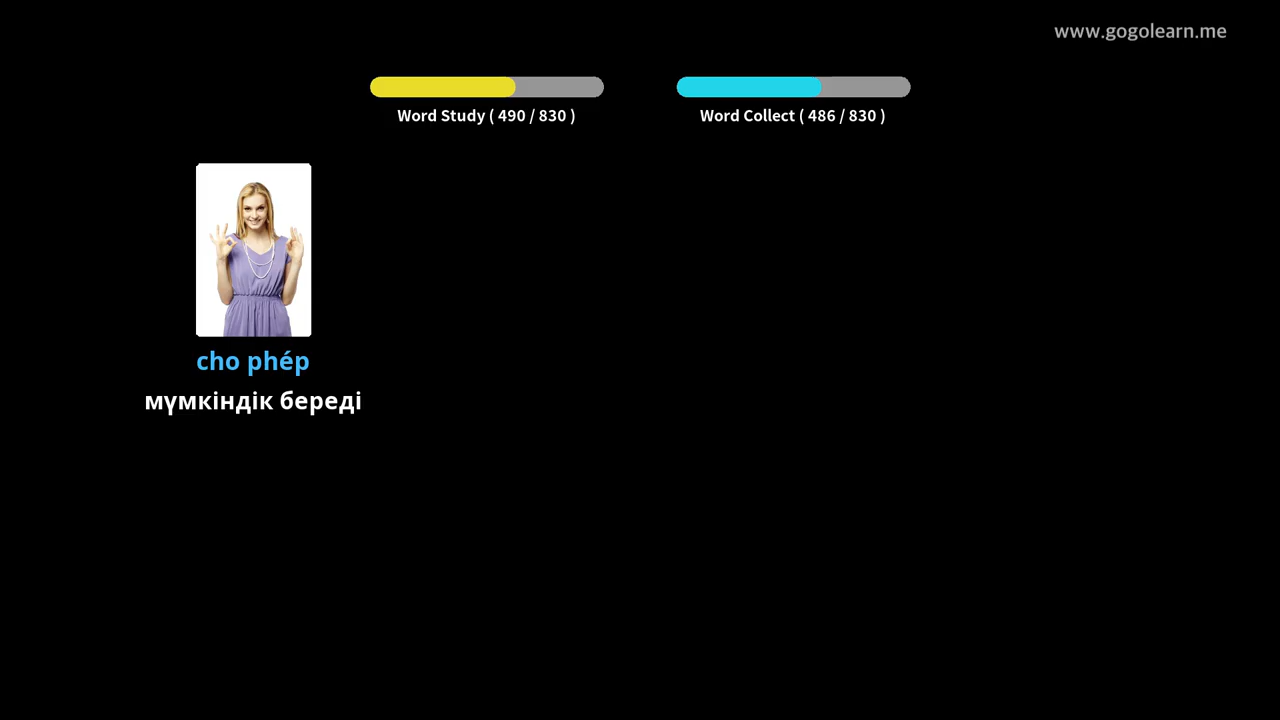 www.gogolearn.me
Word Study ( 490 / 830 )
Word Collect ( 486 / 830 )
cho phép
мүмкіндік береді